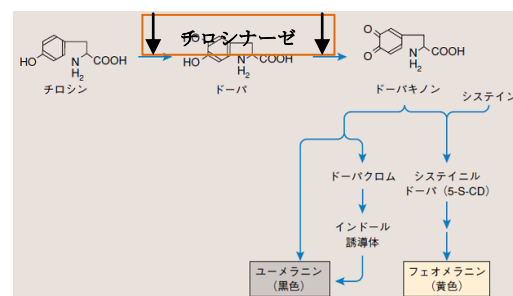 チロシナーゼ
HO
N
H2
COOH
チロシン
HO
HO
N
H2
COOH
ドーパ
O
O
N
H2
COOH
ドーパキノン
システイン
ドーパクロム
システイニル
ドーパ（5-S-CD）
インドール
誘導体
ユーメラニン
（黒色）
フェオメラニン
（黄色）